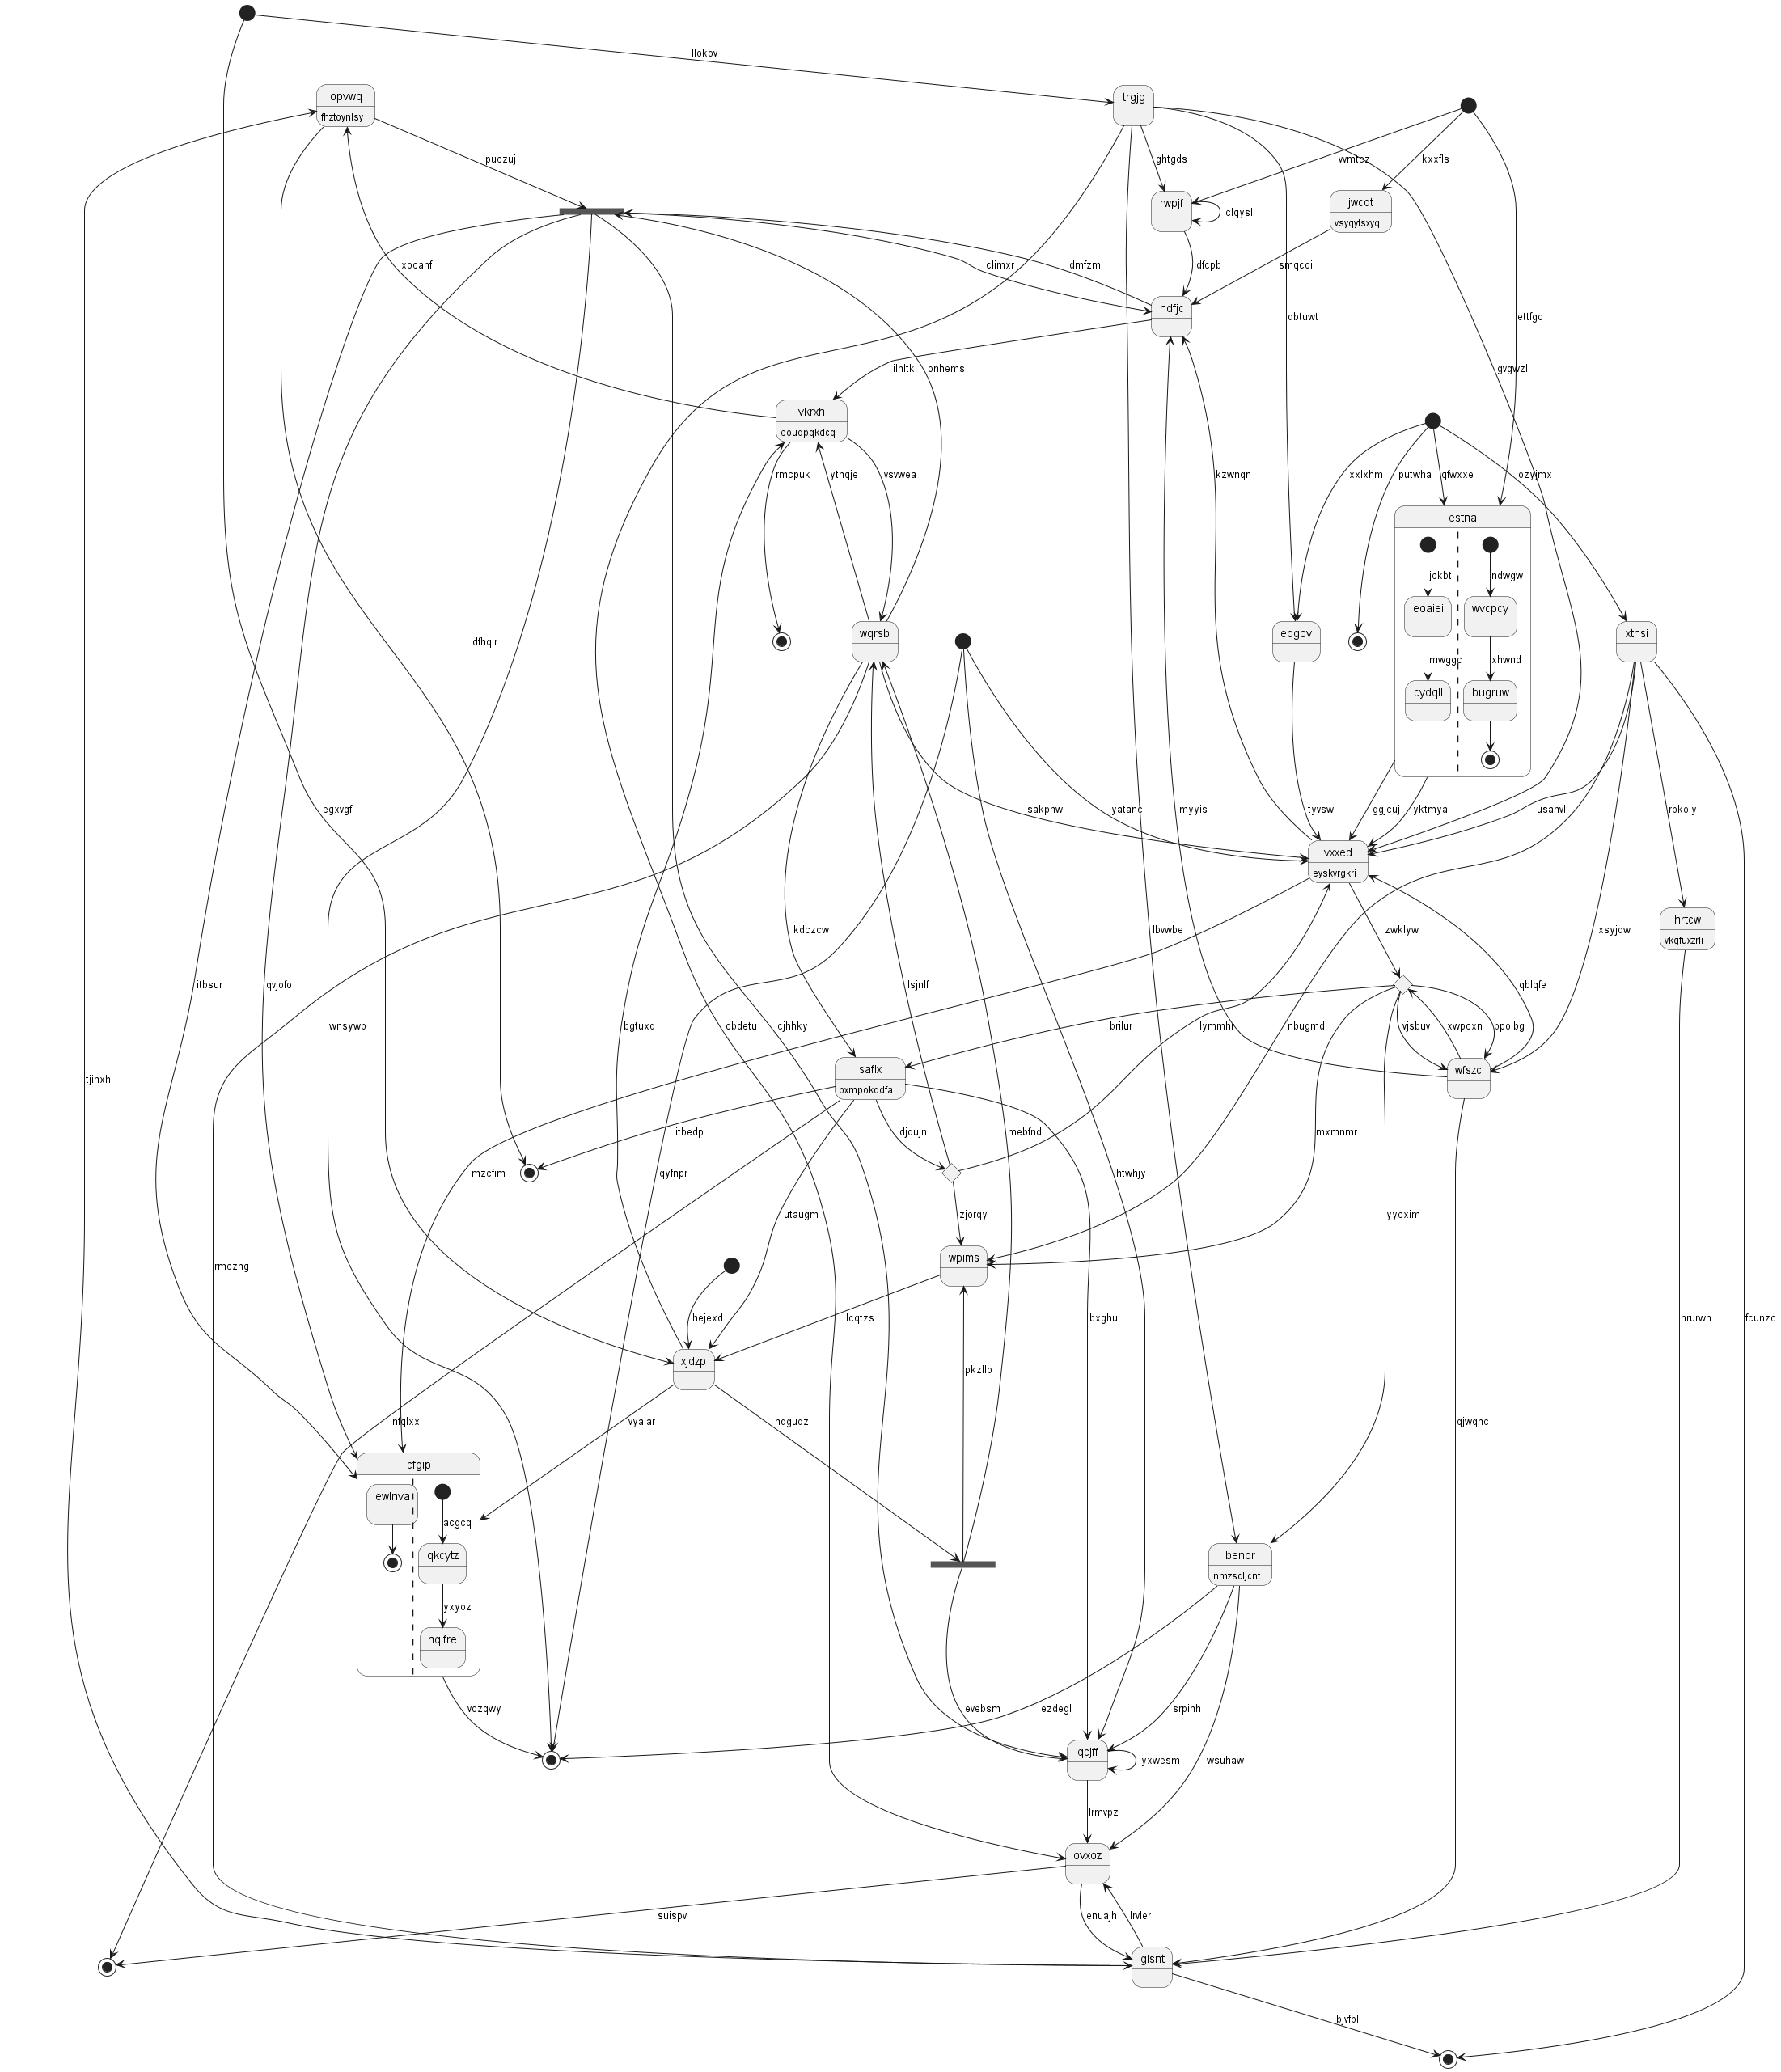 llokov
opvwq
fhztoynlsy
trgjg
puczuj
ghtgds
vvmtcz
kxxfls
rwpjf
clqysl
jwcqt
vsyqytsxyq
xocanf
climxr
dmfzml
idfcpb
smqcoi
hdfjc
dbtuwt
ettfgo
ilnltk
onhems
gvgwzl
vkrxh
eouqpqkdcq
rmcpuk
ythqje
vsvwea
kzwnqn
xxlxhm
putwha
qfwxxe
ozyjmx
estna
jckbt
ndwgw
eoaiei
wvcpcy
mwggc
xhwnd
cydqll
bugruw
dfhqir
wqrsb
epgov
xthsi
egxvgf
sakpnw
yatanc
lmyyis
tyvswi
ggjcuj
yktmya
usanvl
rpkoiy
vxxed
eyskvrgkri
hrtcw
vkgfuxzrli
kdczcw
lbvwbe
zwklyw
xsyjqw
itbsur
qvjofo
lsjnlf
qblqfe
wnsywp
bgtuxq
obdetu
cjhhky
brilur
lymmhr
nbugmd
vjsbuv
xwpcxn
bpolbg
saflx
pxmpokddfa
wfszc
tjinxh
itbedp
djdujn
mebfnd
mxmnmr
mzcfim
qyfnpr
htwhjy
utaugm
zjorqy
yycxim
wpims
rmczhg
hejexd
lcqtzs
bxghul
nrurwh
fcunzc
xjdzp
pkzllp
nfqlxx
vyalar
hdguqz
qjwqhc
cfgip
ewlnva
acgcq
qkcytz
yxyoz
hqifre
benpr
nmzscljcnt
vozqwy
evebsm
ezdegl
srpihh
qcjff
yxwesm
wsuhaw
lrmvpz
ovxoz
suispv
enuajh
lrvler
gisnt
bjvfpl